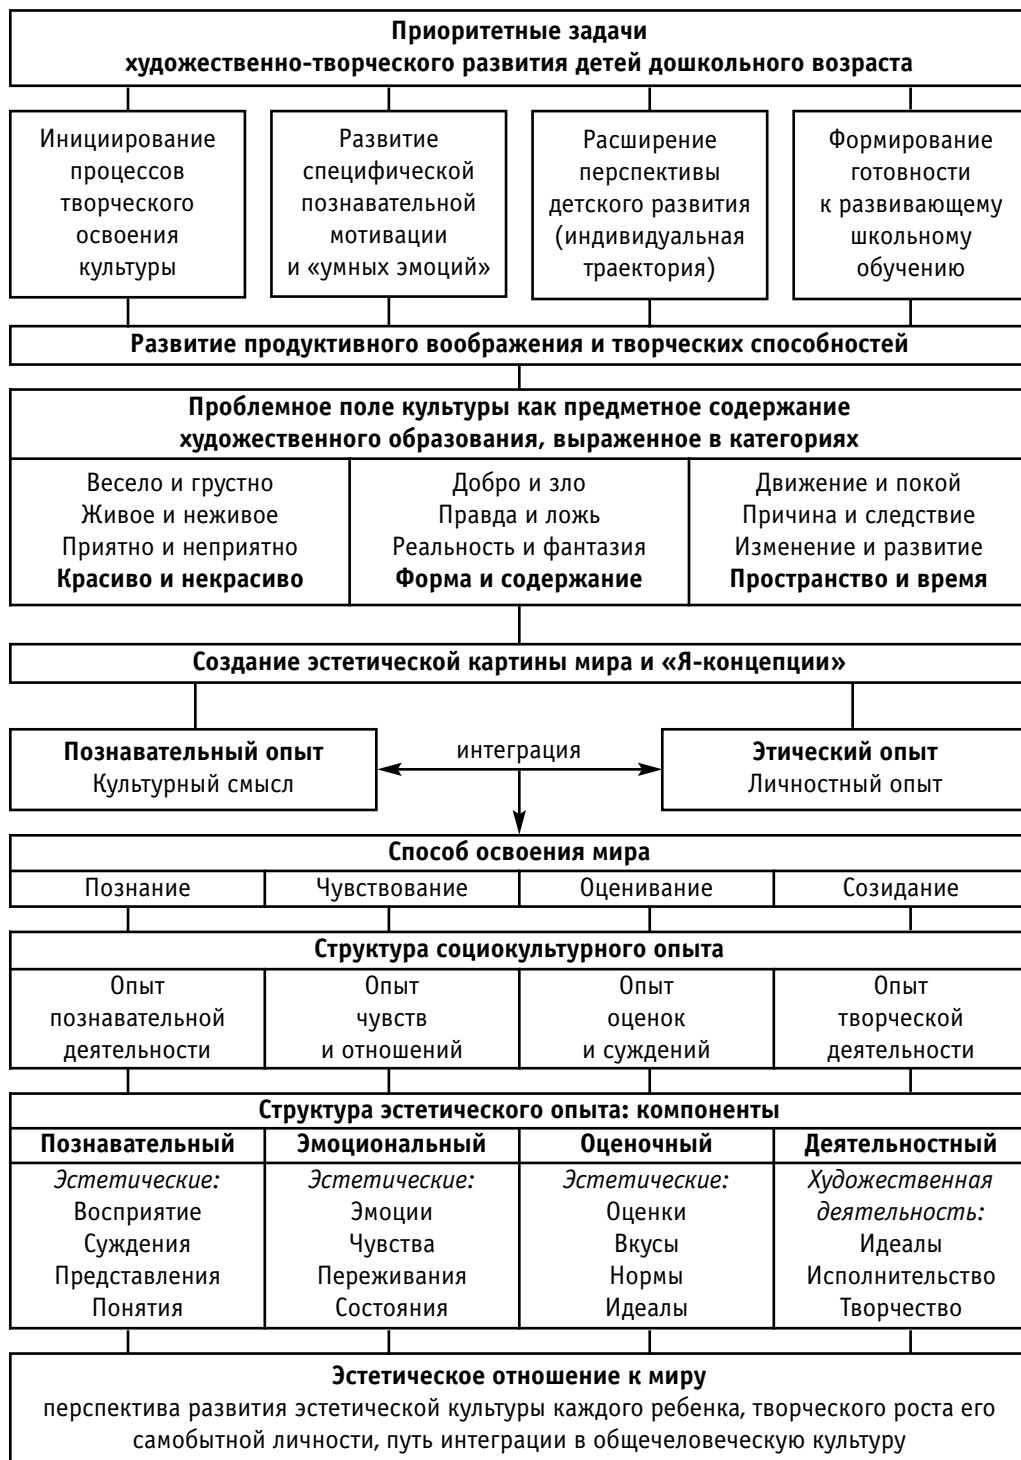 Приоритетные задачи
художественно-творческого развития детей дошкольного возраста
Инициирование
процессов
творческого
освоения
культуры
Развитие
специфической
познавательной
мотивации
и «умных эмоций»
Расширение
перспективы
детского развития
(индивидуальная
траектория)
Формирование
готовности
к развивающему
школьному
обучению
Развитие продуктивного воображения и творческих способностей
Проблемное поле культуры как предметное содержание
художественного образования, выраженное в категориях
Весело и грустно
Живое и неживое
Приятно и неприятно
Красиво и некрасиво
Добро и зло
Правда и ложь
Реальность и фантазия
Форма и содержание
Движение и покой
Причина и следствие
Изменение и развитие
Пространство и время
Создание эстетической картины мира и «Я-концепции»
Познавательный опыт
Культурный смысл
интеграция
Этический опыт
Личностный опыт
Способ освоения мира
Познание
Чувствование
Оценивание
Созидание
Структура социокультурного опыта
Опыт
познавательной
деятельности
Опыт
чувств
и отношений
Опыт
оценок
и суждений
Опыт
творческой
деятельности
Структура эстетического опыта: компоненты
Познавательный
Эстетические:
Восприятие
Суждения
Представления
Понятия
Эмоциональный
Эстетические:
Эмоции
Чувства
Переживания
Состояния
Оценочный
Эстетические:
Оценки
Вкусы
Нормы
Идеалы
Деятельностный
Художественная
деятельность:
Идеалы
Исполнительство
Творчество
Эстетическое отношение к миру
перспектива развития эстетической культуры каждого ребенка, творческого роста его
самобытной личности, путь интеграции в общечеловеческую культуру